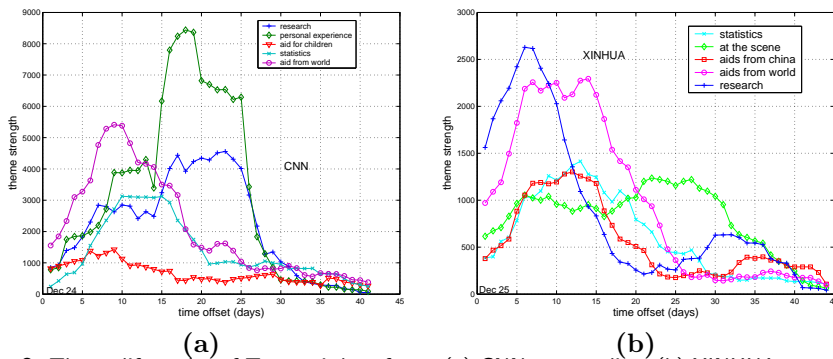 9000
8000
7000
6000
5000
4000
3000
2000
1000
0
theme strength
research
personal experience
aid for children
statistics
aid from world
CNN
Dec 24
0 5 10 15 20 25 30 35 40 45
time offset (days)
(a)
3000
2500
2000
1500
1000
500
0
theme strength
XINHUA
statistics
at the scene
aids from china
aids from world
research
Dec 25
0 5 10 15 20 25 30 35 40 44
time offset (days)
(b)
CNN (b) XINHUA